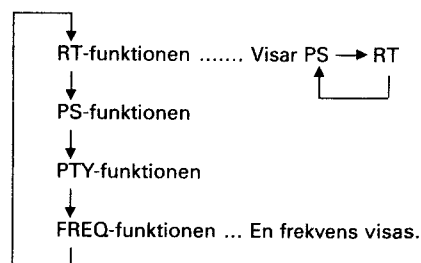 RT-funktionen ....... Visar PS → RT
PS-funktionen
PTY-funktionen
FREQ-funktionen ... En frekvens visas.